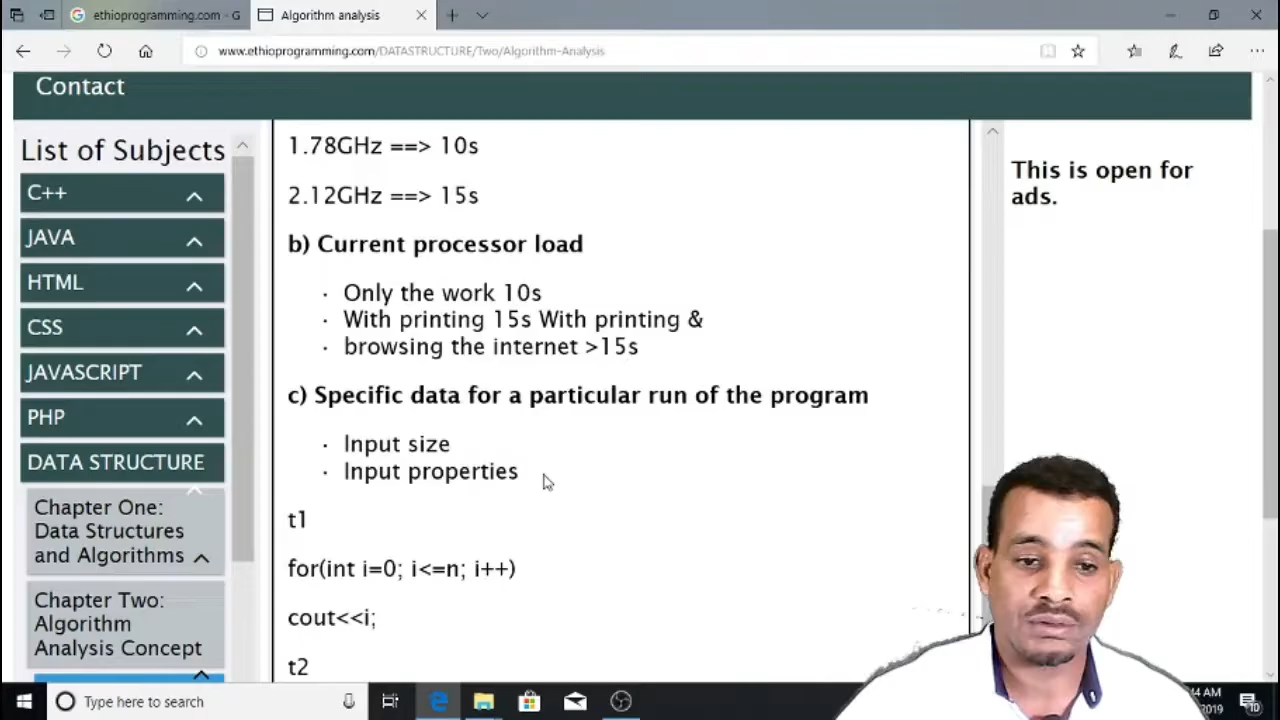 ethioprogramming.com - G
Algorithm analysis
www.ethioprogramming.com/DATASTRUCTURE/Two/Algorithm-Analysis
Contact
List of Subjects
C++
JAVA
HTML
CSS
JAVASCRIPT
PHP
DATA STRUCTURE
Chapter One:
Data Structures
and Algorithms
Chapter Two:
Algorithm
Analysis Concept
1.78GHz ==> 10s
2.12GHz ==> 15s
b) Current processor load
· Only the work 10s
· With printing 15s With printing &
· browsing the internet >15s
c) Specific data for a particular run of the program
· Input size
· Input properties
t1
for(int i=0; i<=n; i++)
cout<<i;
t2
This is open for
ads.
Type here to search
AM
2019